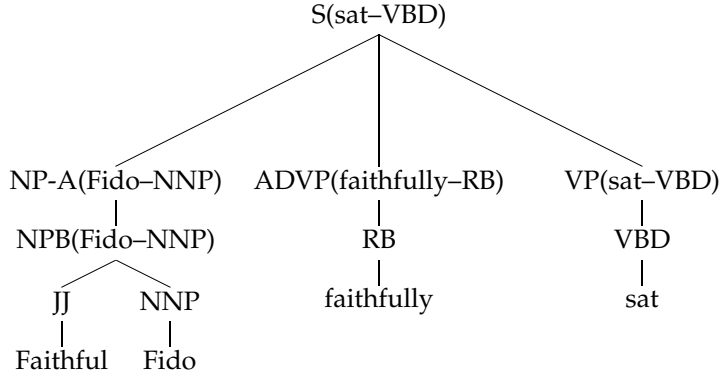 S(sat–VBD)
NP-A(Fido–NNP) ADVP(faithfully–RB) VP(sat–VBD)
NPB(Fido–NNP) RB VBD
JJ NNP faithfully sat
Faithful Fido